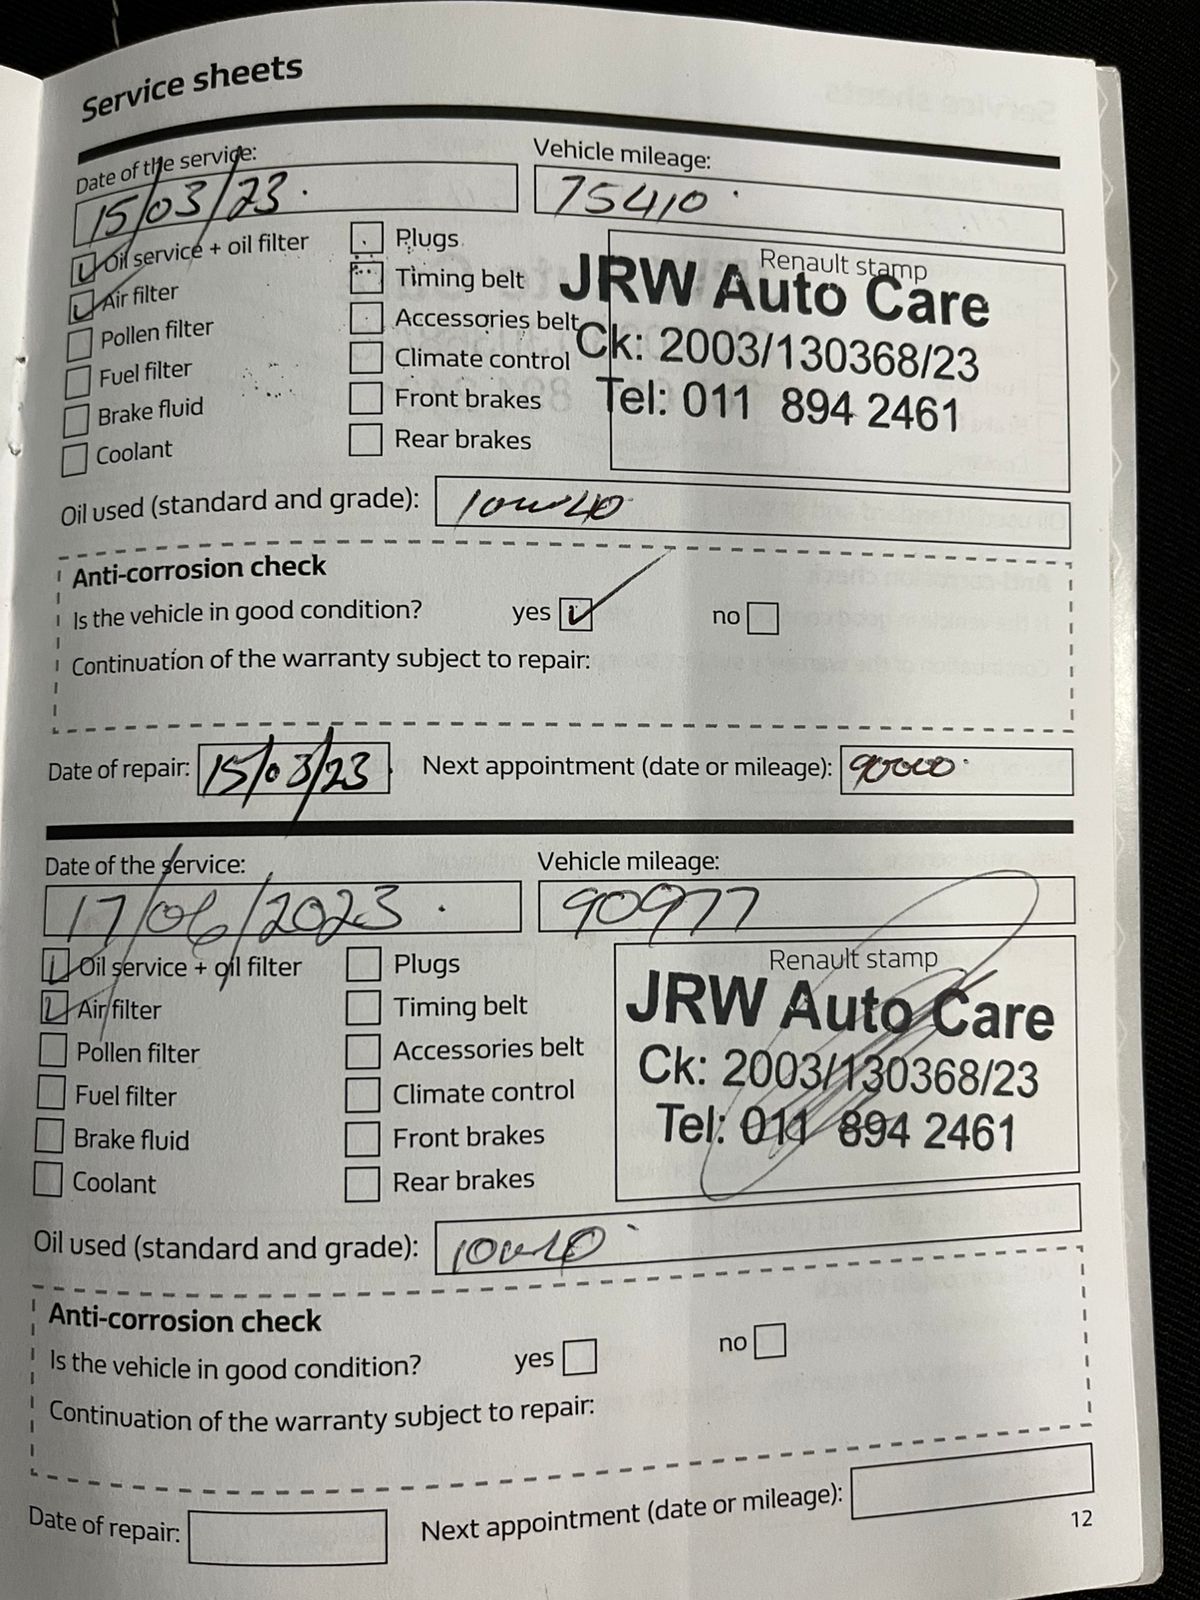 Service sheets
Date of the service: Vehicle mileage:
15/03/23. 75410
Oil service + oil filter
Air filter
Pollen filter
Fuel filter
Brake fluid
Coolant
Plugs
Timing belt
Accessories belt
Climate control
Front brakes
Rear brakes
Renault stamp
JRW Auto Care
Ck: 2003/130368/23
Tel: 011 894 2461
Oil used (standard and grade): 10w40
Anti-corrosion check
Is the vehicle in good condition? yes no
Continuation of the warranty subject to repair:
Date of repair: 15/03/23. Next appointment (date or mileage): 90000
Date of the service: Vehicle mileage:
17/06/2023. 90977
Oil service + oil filter
Air filter
Pollen filter
Fuel filter
Brake fluid
Coolant
Plugs
Timing belt
Accessories belt
Climate control
Front brakes
Rear brakes
Renault stamp
JRW Auto Care
Ck: 2003/130368/23
Tel: 011 894 2461
Oil used (standard and grade): 10w40
Anti-corrosion check
Is the vehicle in good condition? yes no
Continuation of the warranty subject to repair:
Date of repair: Next appointment (date or mileage):
12